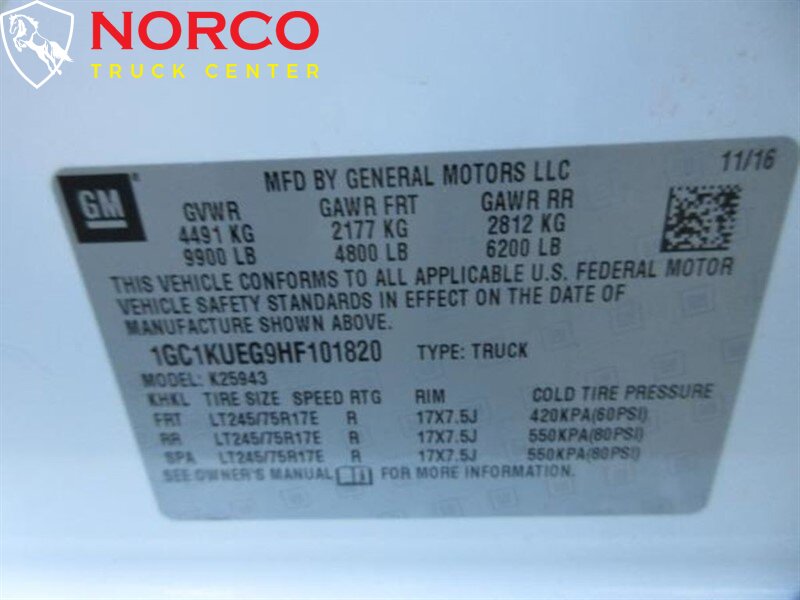 NORCO
TRUCK CENTER
GM
MFD BY GENERAL MOTORS LLC
11/16
GVWR GAWR FRT GAWR RR
4491 KG 2177 KG 2812 KG
9900 LB 4800 LB 6200 LB
THIS VEHICLE CONFORMS TO ALL APPLICABLE U.S. FEDERAL MOTOR
VEHICLE SAFETY STANDARDS IN EFFECT ON THE DATE OF
MANUFACTURE SHOWN ABOVE.
1GC1KUEG9HF101820 TYPE: TRUCK
MODEL: K25943
KHKL TIRE SIZE SPEED RTG RIM COLD TIRE PRESSURE
FRT LT245/75R17E R 17X7.5J 420KPA(60PSI)
RR LT245/75R17E R 17X7.5J 550KPA(80PSI)
SPA LT245/75R17E R 17X7.5J 550KPA(80PSI)
SEE OWNER'S MANUAL FOR MORE INFORMATION.